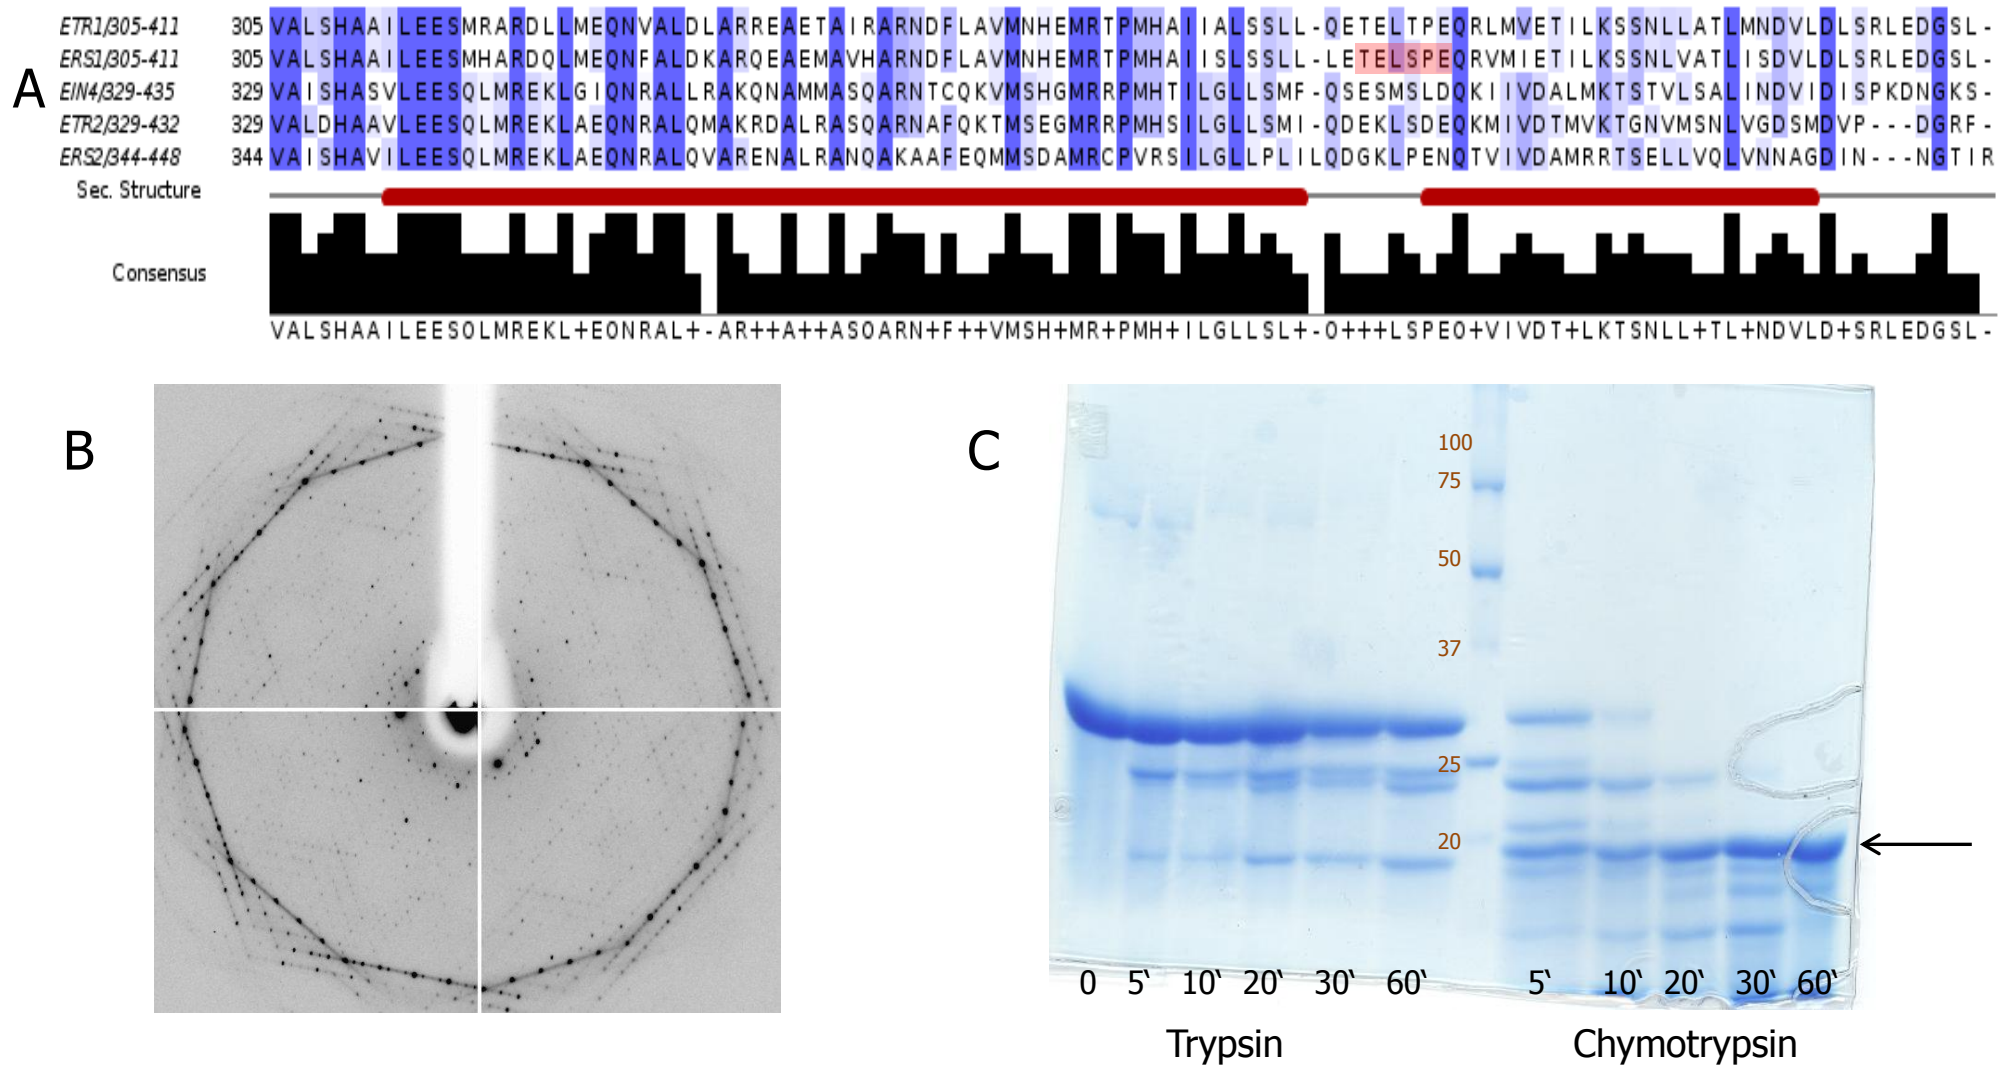 A
ETR1/305-411 305 VALSHAAILEESMRARDLLMEQNVALDLARREAETAIRARNDFLAVMNHEMRTPMHAIIALSSLL-QETELTPEQRLMVETILKSSNLLATLMNDVLDLSRLEDGSL-
ERS1/305-411 305 VALSHAAILEESMHARDQLMEQNFALDKARQEAEMAVHARNDFLAVMNHEMRTPMHAIISLSSLL-LETELSPEQRVMIETILKSSNLVATLISDVLDLSRLEDGSL-
EIN4/329-435 329 VAISHASVLEESQLMREKLGIQNRALLRAKQNAMMASQARNTCQKVMSHGMRRPMHTILGLLSMF-QSESMSLDQKIIVDALMKTSTVLSALINDVIDISPKDNGKS-
ETR2/329-432 329 VALDHAAVLEESQLMREKLAEQNRALQMAKRDALRASQARNAFQKTMSEGMRRPMHSILGLLSMI-QDEKLSDEQKMIVDTMVKTGNVMSNLVGDSMDVP---DGRF-
ERS2/344-448 344 VAISHAVILEESQLMREKLAEQNRALQVARENALRANQAKAAFEQMMSDAMRCPVRSILGLLPLILQDGKLPENQTVIVDAMRRTSELLVQLVNNAGDIN---NGTIR
Sec. Structure
Consensus
VALSHAAILEESQLMREKL+EQNRAL+-AR++A++ASQARN+F++VMSH+MR+PMH+ILGLLSL+-Q+++LSPEQ+VIVDT+LKTSNLL+TL+NDVLD+SRLEDGSL-
B
C
100
75
50
37
25
20
0 5' 10' 20' 30' 60' 5' 10' 20' 30' 60'
Trypsin Chymotrypsin